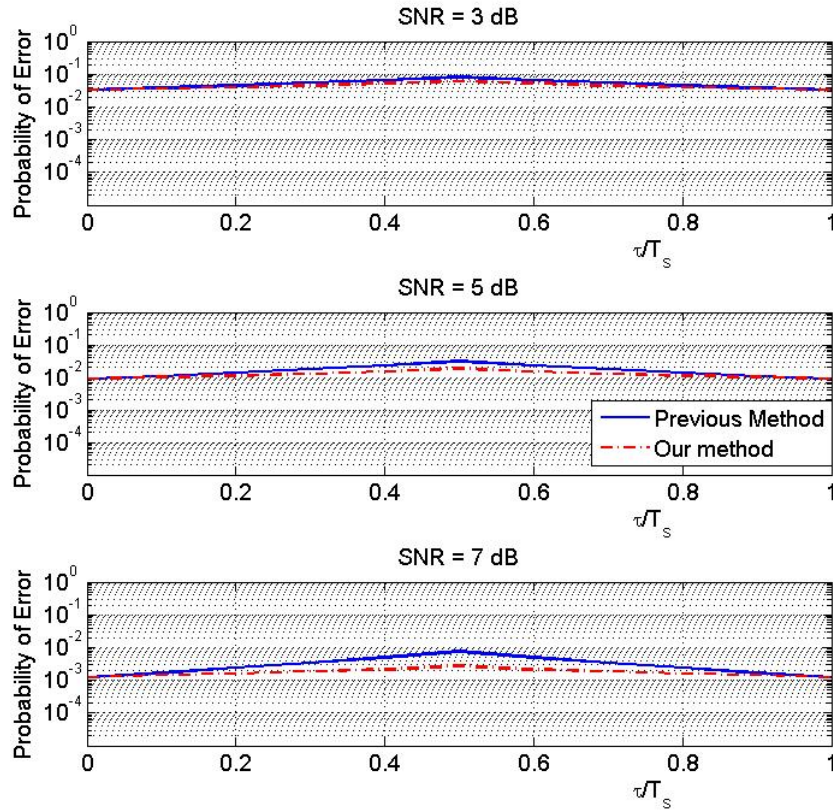 SNR = 3 dB
Probability of Error
10^0
10^-1
10^-2
10^-3
10^-4
0 0.2 0.4 0.6 0.8 1
τ/T_s
SNR = 5 dB
Probability of Error
10^0
10^-1
10^-2
10^-3
10^-4
Previous Method
Our method
0 0.2 0.4 0.6 0.8 1
τ/T_s
SNR = 7 dB
Probability of Error
10^0
10^-1
10^-2
10^-3
10^-4
0 0.2 0.4 0.6 0.8 1
τ/T_s